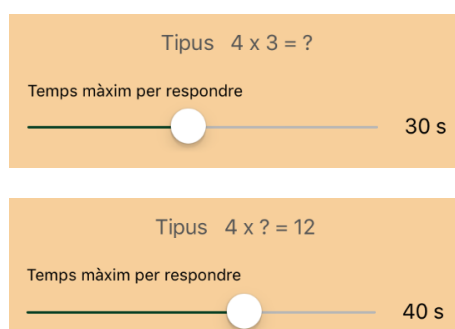 Tipus 4 x 3 = ?
Temps màxim per respondre
30 s
Tipus 4 x ? = 12
Temps màxim per respondre
40 s